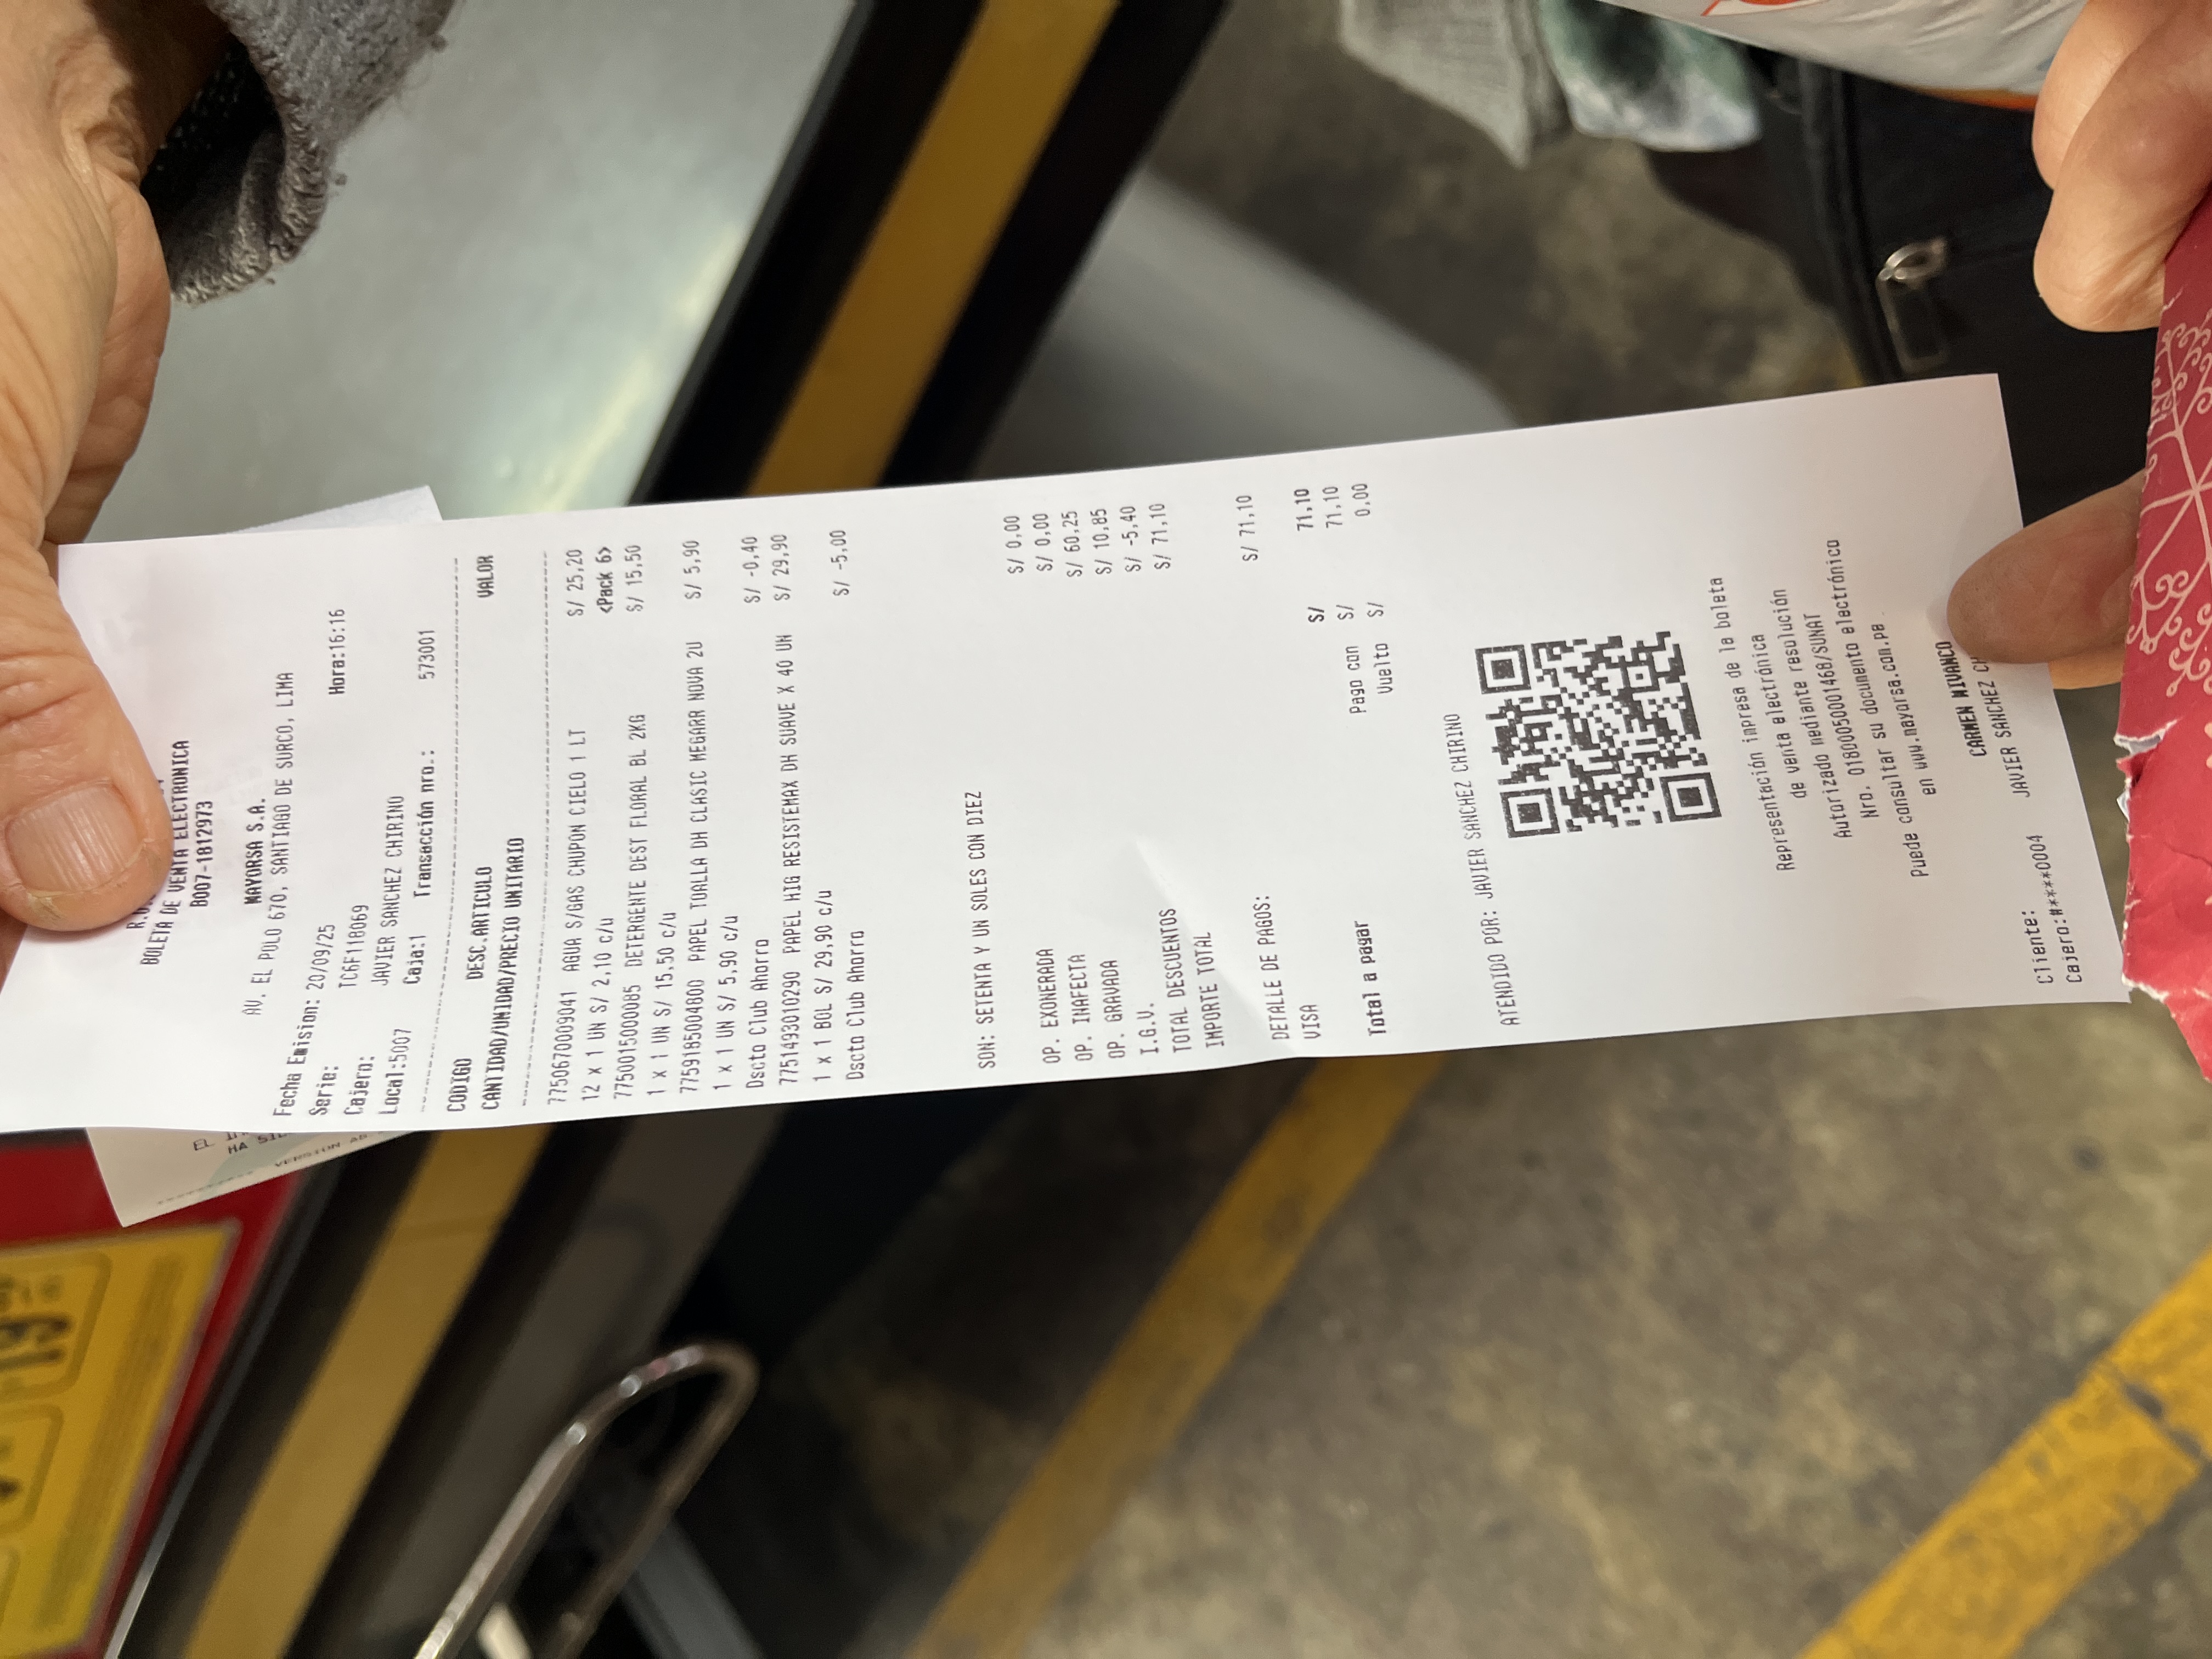 19
BOLETA DE VENTA ELECTRONICA
B007-1812973
MAYORSA S.A.
AV. EL POLO 670, SANTIAGO DE SURCO, LIMA
Fecha Emision: 20/09/25 Hora:16:16
Serie: TC6F118069
Cajero: JAVIER SANCHEZ CHIRINO
Local:5007 Caja:1 Transacción nro.: 573001
CODIGO DESC.ARTICULO VALOR
CANTIDAD/UNIDAD/PRECIO UNITARIO
7750670009041 AGUA S/GAS CHUPON CIELO 1 LT S/ 25,20
12 x 1 UN S/ 2,10 c/u <Pack 6>
7750015000085 DETERGENTE DEST FLORAL BL 2KG S/ 15,50
1 x 1 UN S/ 15,50 c/u
7759185004800 PAPEL TOALLA DH CLASIC MEGARR NOVA 2U S/ 5,90
1 x 1 UN S/ 5,90 c/u
Dscto Club Ahorro S/ -0,40
7751493010290 PAPEL HIG RESISTEMAX DH SUAVE X 40 UN S/ 29,90
1 x 1 BOL S/ 29,90 c/u
Dscto Club Ahorro S/ -5,00
SON: SETENTA Y UN SOLES CON DIEZ
OP. EXONERADA S/ 0,00
OP. INAFECTA S/ 0,00
OP. GRAVADA S/ 60,25
I.G.V. S/ 10,85
TOTAL DESCUENTOS S/ -5,40
IMPORTE TOTAL S/ 71,10
DETALLE DE PAGOS:
VISA S/ 71,10
Total a pagar S/ 71,10
Pago con S/ 71,10
Vuelto S/ 0,00
ATENDIDO POR: JAVIER SANCHEZ CHIRINO
Representación impresa de la boleta
de venta electrónica
Autorizado mediante resolución
Nro. 01800050001468/SUNAT
Puede consultar su documento electrónico
en www.mayorsa.com.pe
Cliente: CARMEN MIVANCO
Cajero:#****0004 JAVIER SANCHEZ